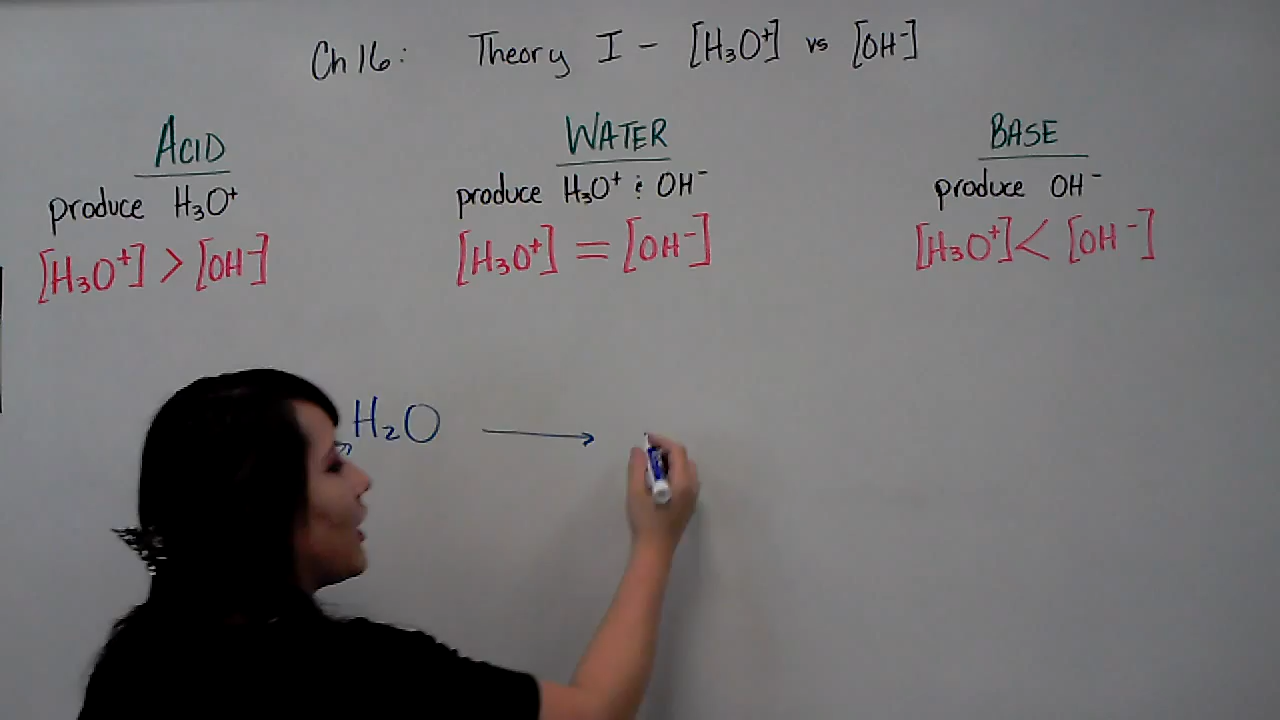 Ch 16: Theory I - [H₃O⁺] vs [OH⁻]
ACID
produce H₃O⁺
[H₃O⁺] > [OH⁻]
WATER
produce H₃O⁺ & OH⁻
[H₃O⁺] = [OH⁻]
BASE
produce OH⁻
[H₃O⁺] < [OH⁻]
H₂O ⟶